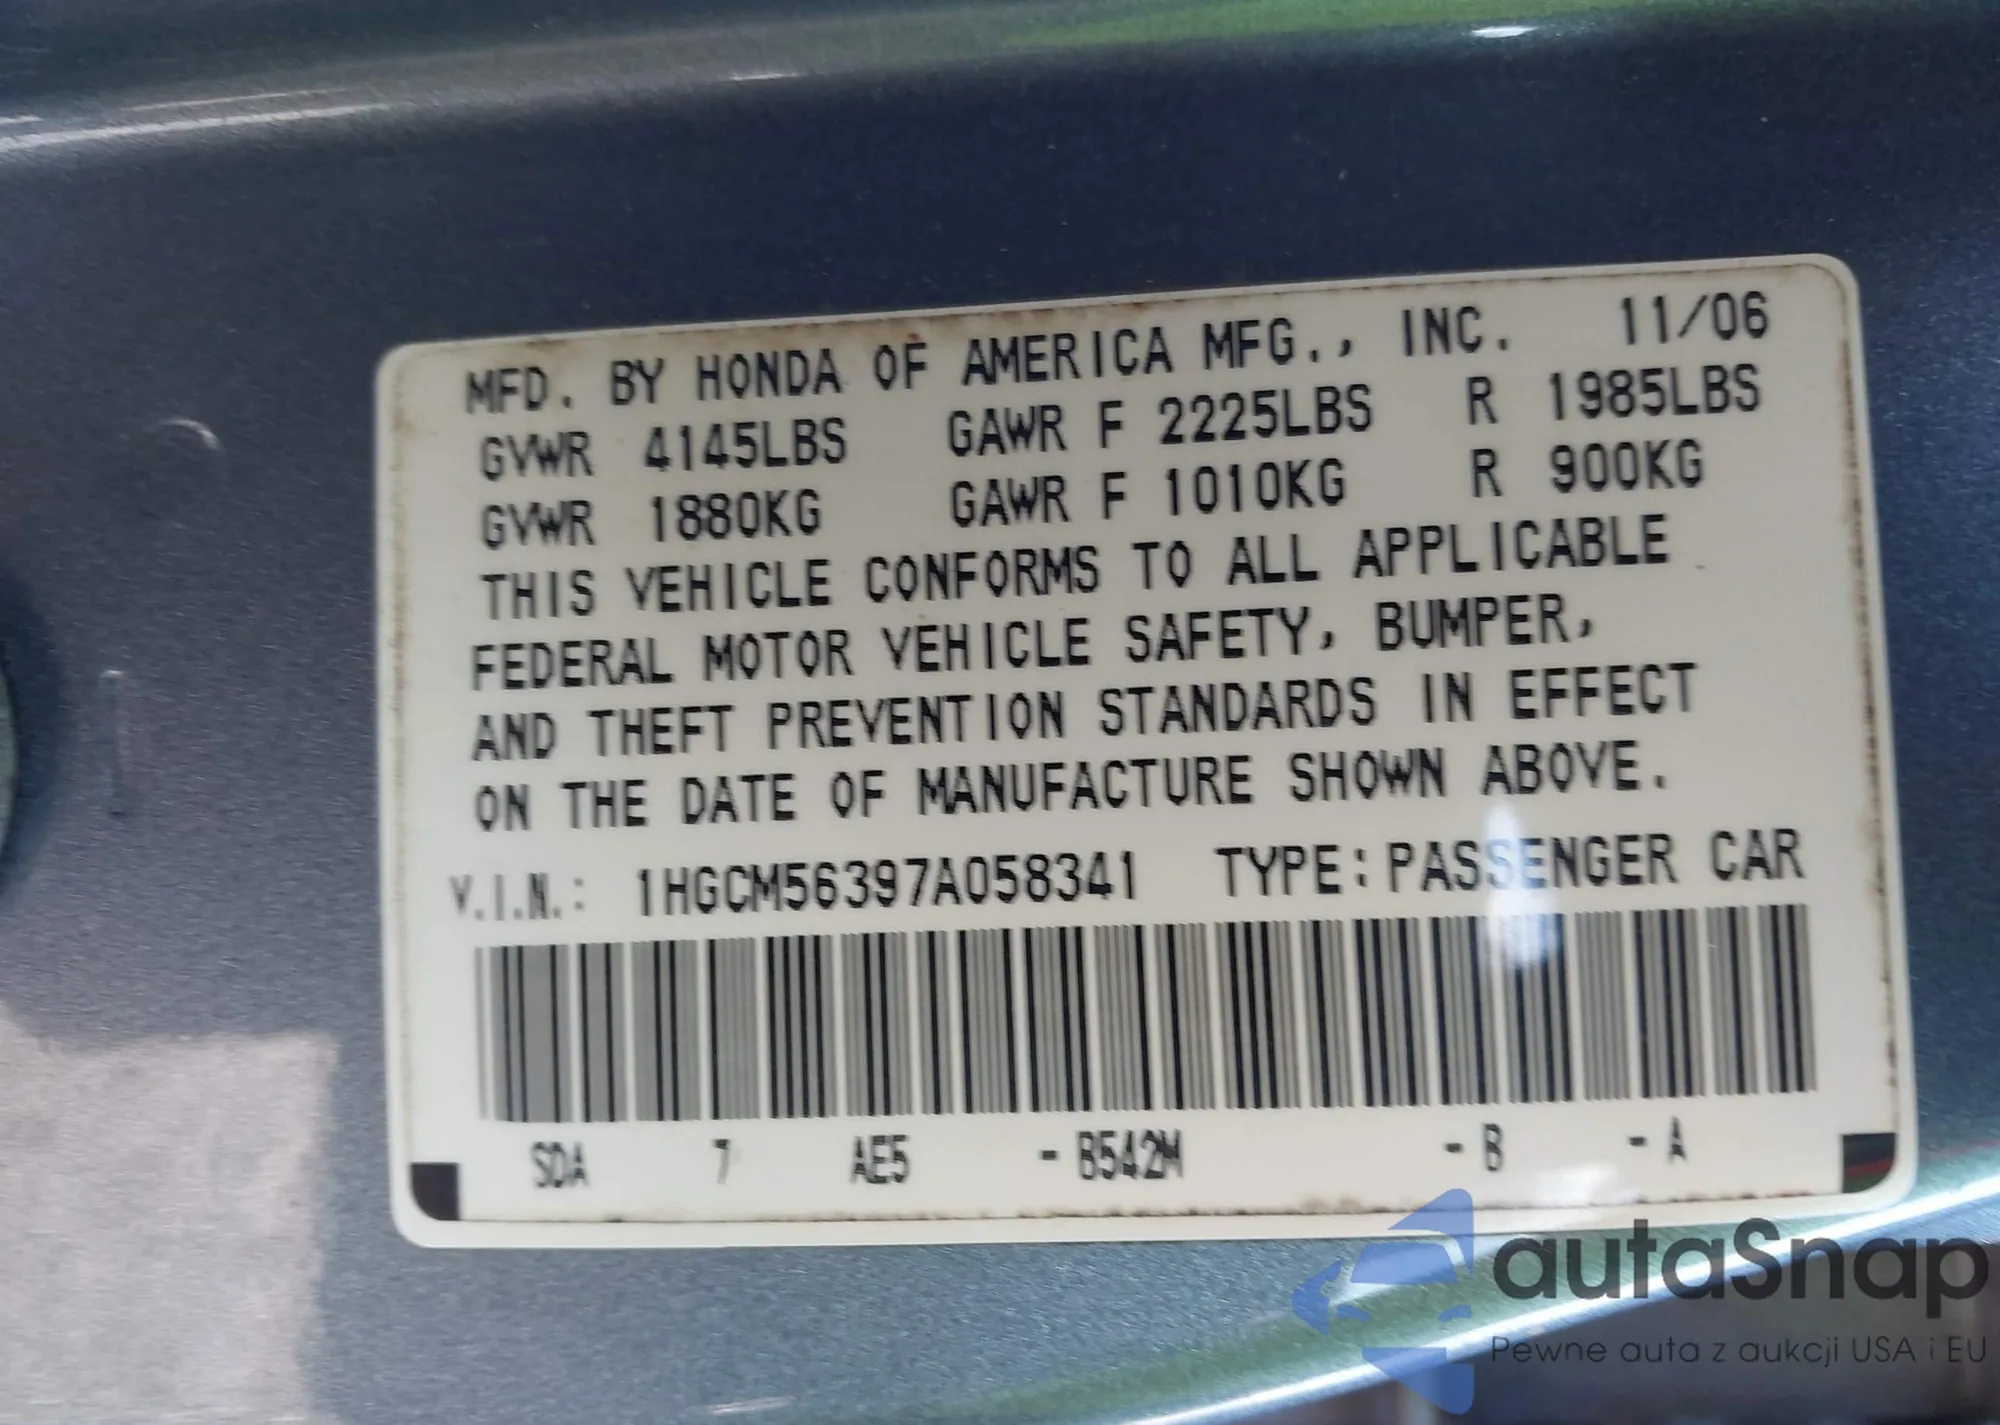 MFD. BY HONDA OF AMERICA MFG., INC. 11/06
GVWR 4145LBS GAWR F 2225LBS R 1985LBS
GVWR 1880KG GAWR F 1010KG R 900KG
THIS VEHICLE CONFORMS TO ALL APPLICABLE
FEDERAL MOTOR VEHICLE SAFETY, BUMPER,
AND THEFT PREVENTION STANDARDS IN EFFECT
ON THE DATE OF MANUFACTURE SHOWN ABOVE.
V.I.N.: 1HGCM56397A058341 TYPE: PASSENGER CAR
SDA 7 AE5 - B542M - B - A
autaSnap
Pewne auta z aukcji USA i EU